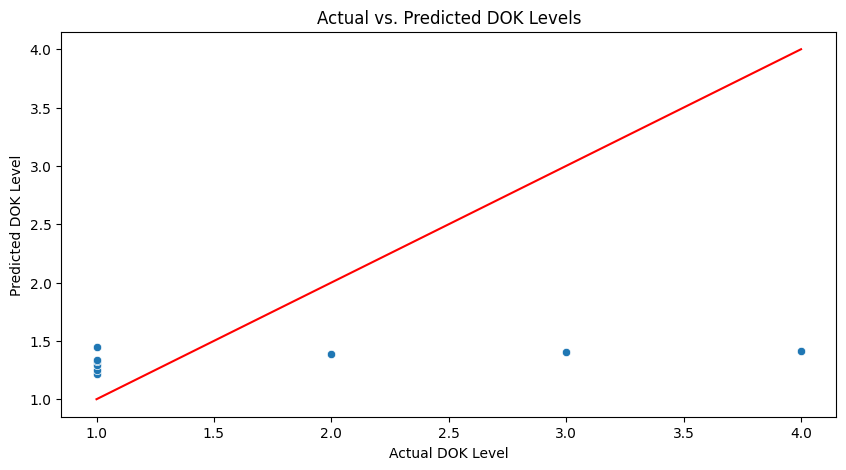 Actual vs. Predicted DOK Levels
4.0
3.5
3.0
2.5
2.0
1.5
1.0
Predicted DOK Level
1.0 1.5 2.0 2.5 3.0 3.5 4.0
Actual DOK Level